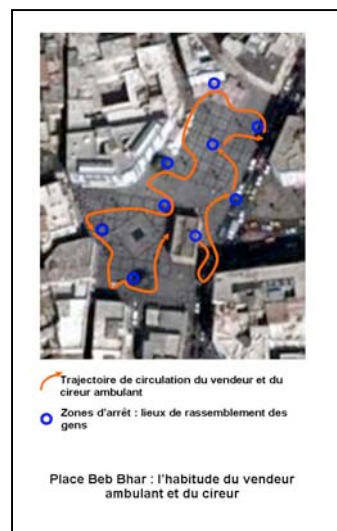 Trajectoire de circulation du vendeur et du
cireur ambulant
Zones d'arrêt : lieux de rassemblement des
gens
Place Beb Bhar : l'habitude du vendeur
ambulant et du cireur